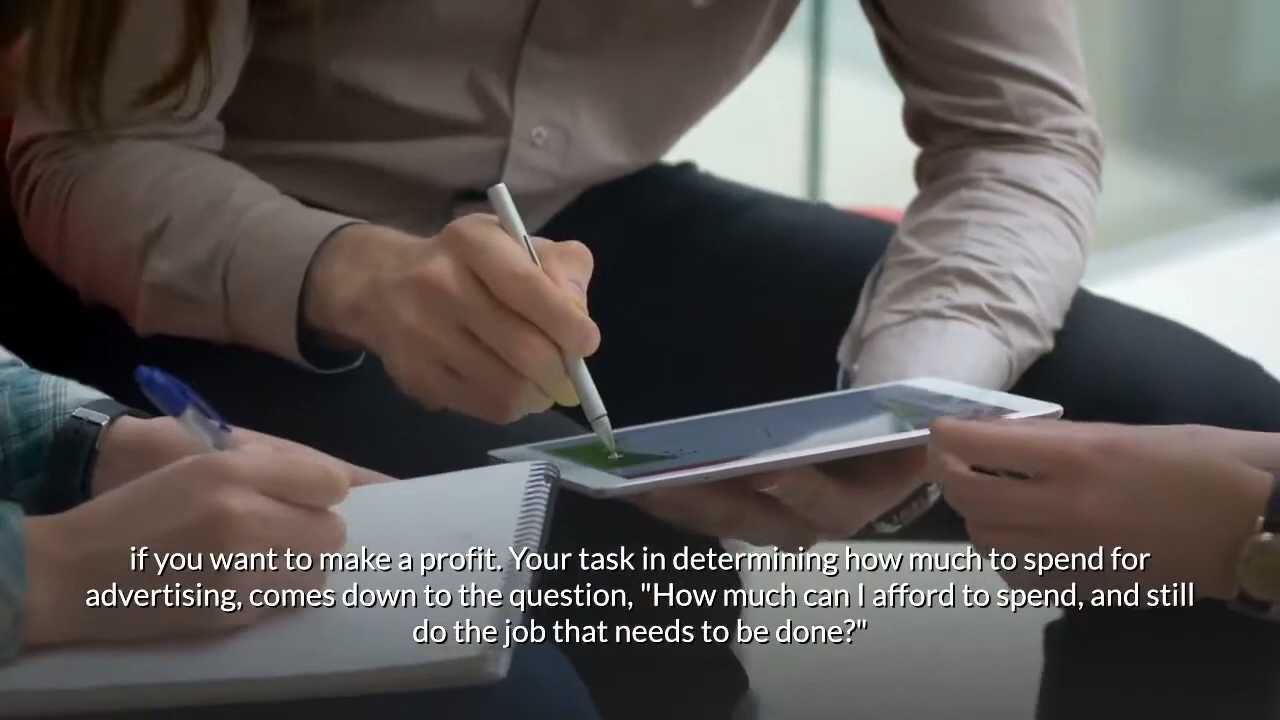 if you want to make a profit. Your task in determining how much to spend for
advertising, comes down to the question, "How much can I afford to spend, and still
do the job that needs to be done?"